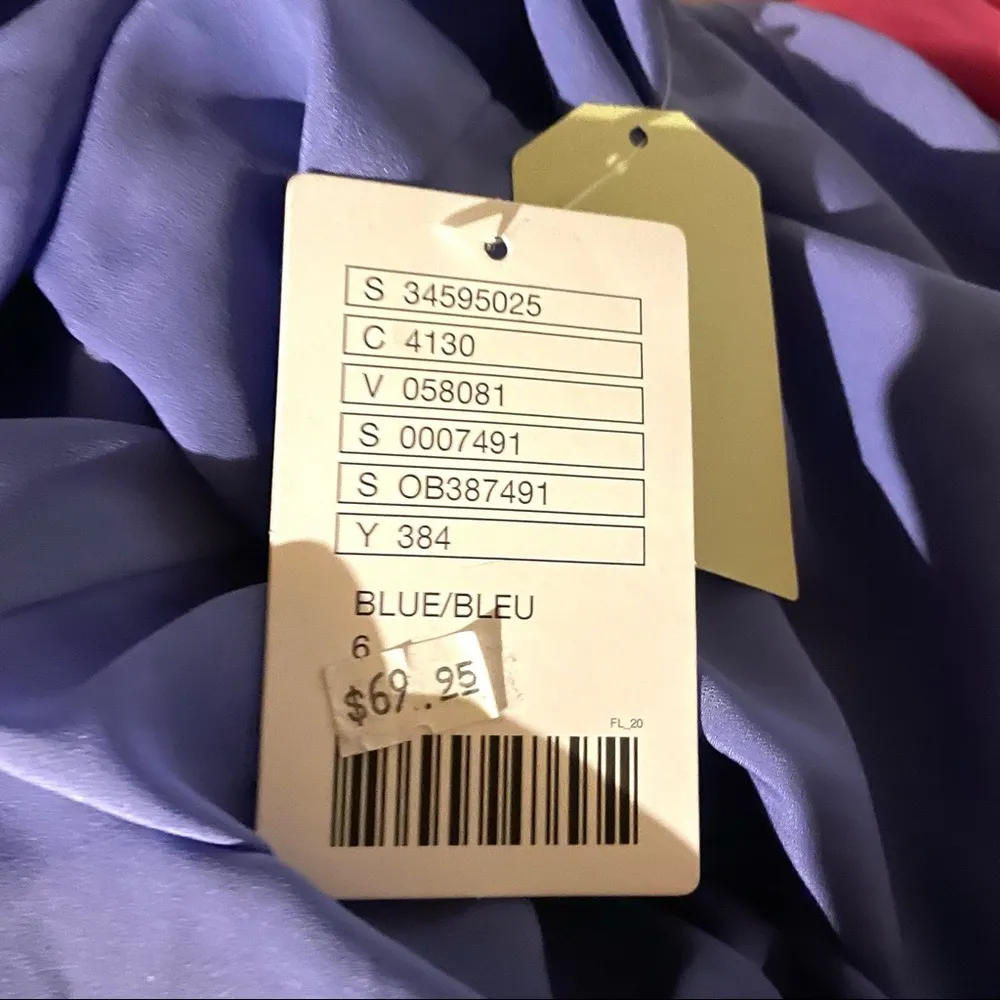 S 34595025
C 4130
V 058081
S 0007491
S OB387491
Y 384
BLUE/BLEU
6
$69.95
FL_20